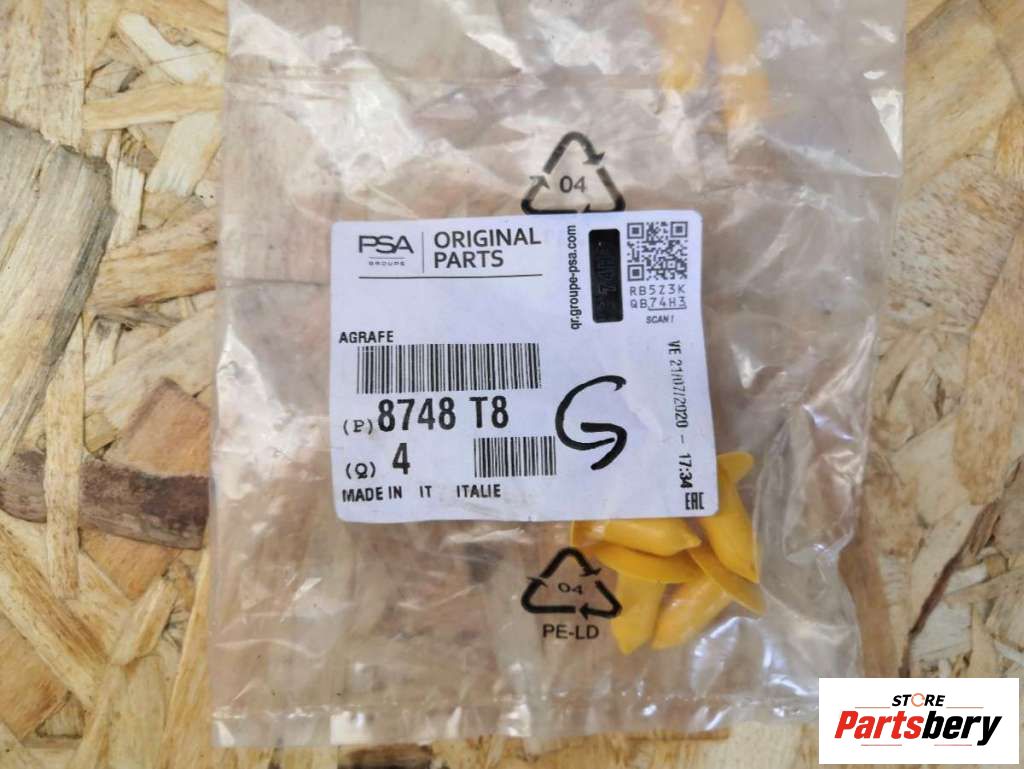 04
PSA
GROUPE
ORIGINAL
PARTS
qr.groupe-psa.com
RB5Z3K
QB74H3
SCAN!
AGRAFE
(P) 8748 T8
(Q) 4
MADE IN IT ITALIE
VE 21/07/2020 - 17:34
EAC
G
04
PE-LD
STORE
Partsbery